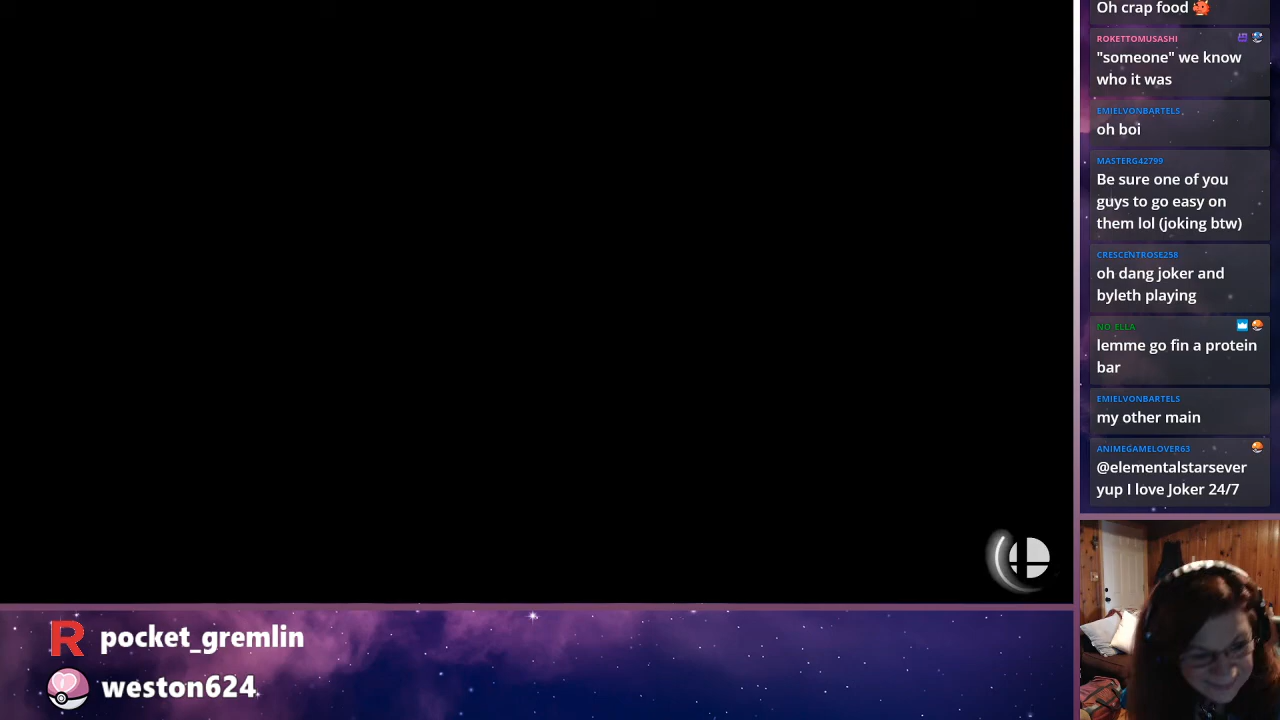 Oh crap food
ROKETTOMUSASHI
"someone" we know
who it was
EMIELVONBARTELS
oh boi
MASTERG42799
Be sure one of you
guys to go easy on
them lol (joking btw)
CRESCENTROSE258
oh dang joker and
byleth playing
NO_ELLA
lemme go fin a protein
bar
EMIELVONBARTELS
my other main
ANIMEGAMELOVER63
@elementalstarsever
yup I love Joker 24/7
R pocket_gremlin
weston624